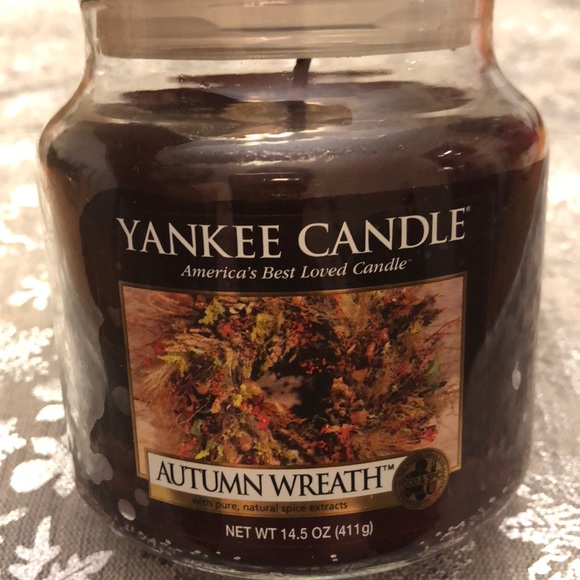 YANKEE CANDLE®
America's Best Loved Candle™
AUTUMN WREATH™
with pure, natural spice extracts
NET WT 14.5 OZ (411g)